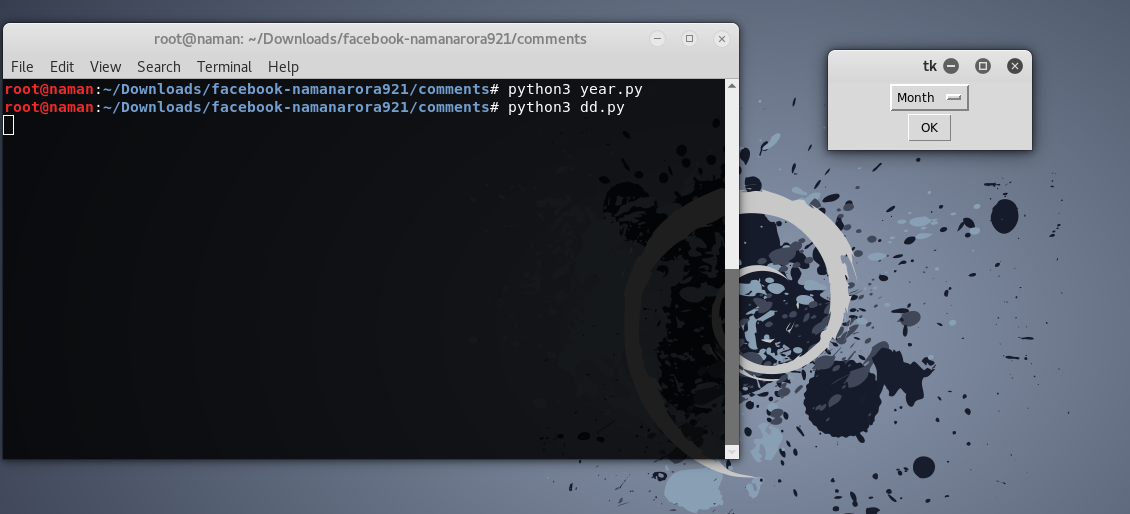 root@naman: ~/Downloads/facebook-namanarora921/comments
File Edit View Search Terminal Help
root@naman:~/Downloads/facebook-namanarora921/comments# python3 year.py
root@naman:~/Downloads/facebook-namanarora921/comments# python3 dd.py
tk
Month
OK